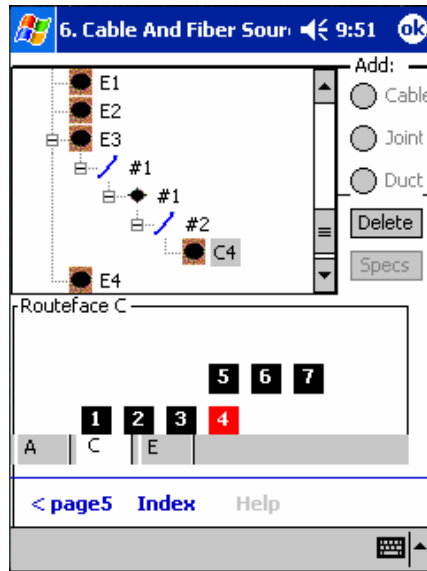 6. Cable And Fiber Sour 9:51 ok
Add:
E1
Cable
E2
E3
Joint
#1
#1
Duct
#2
Delete
C4
Specs
E4
Routeface C
5 6 7
1 2 3 4
A C E
< page5 Index Help